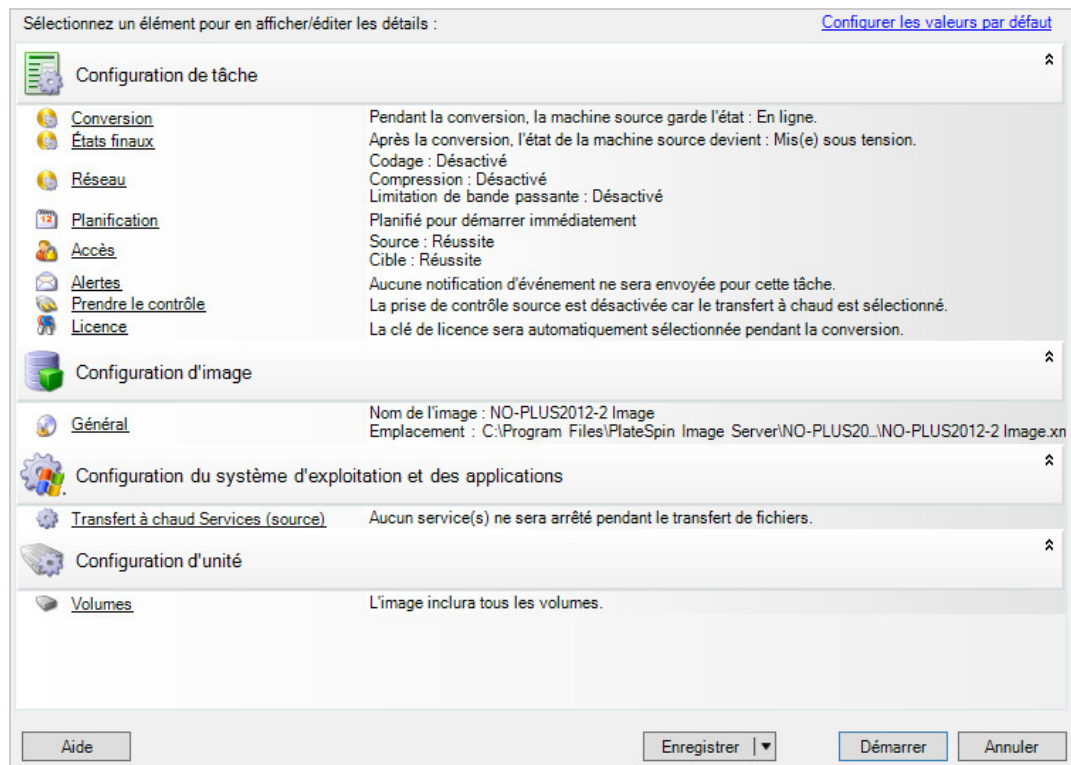 Sélectionnez un élément pour en afficher/éditer les détails :
Configurer les valeurs par défaut
Configuration de tâche
Conversion
Pendant la conversion, la machine source garde l'état : En ligne.
États finaux
Après la conversion, l'état de la machine source devient : Mis(e) sous tension.
Réseau
Codage : Désactivé
Compression : Désactivé
Limitation de bande passante : Désactivé
Planification
Planifié pour démarrer immédiatement
Accès
Source : Réussite
Cible : Réussite
Alertes
Aucune notification d'événement ne sera envoyée pour cette tâche.
Prendre le contrôle
La prise de contrôle source est désactivée car le transfert à chaud est sélectionné.
Licence
La clé de licence sera automatiquement sélectionnée pendant la conversion.
Configuration d'image
Général
Nom de l'image : NO-PLUS2012-2 Image
Emplacement : C:\Program Files\PlateSpin Image Server\NO-PLUS20...\NO-PLUS2012-2 Image.xn
Configuration du système d'exploitation et des applications
Transfert à chaud Services (source)
Aucun service(s) ne sera arrêté pendant le transfert de fichiers.
Configuration d'unité
Volumes
L'image inclura tous les volumes.
Aide
Enregistrer
Démarrer
Annuler